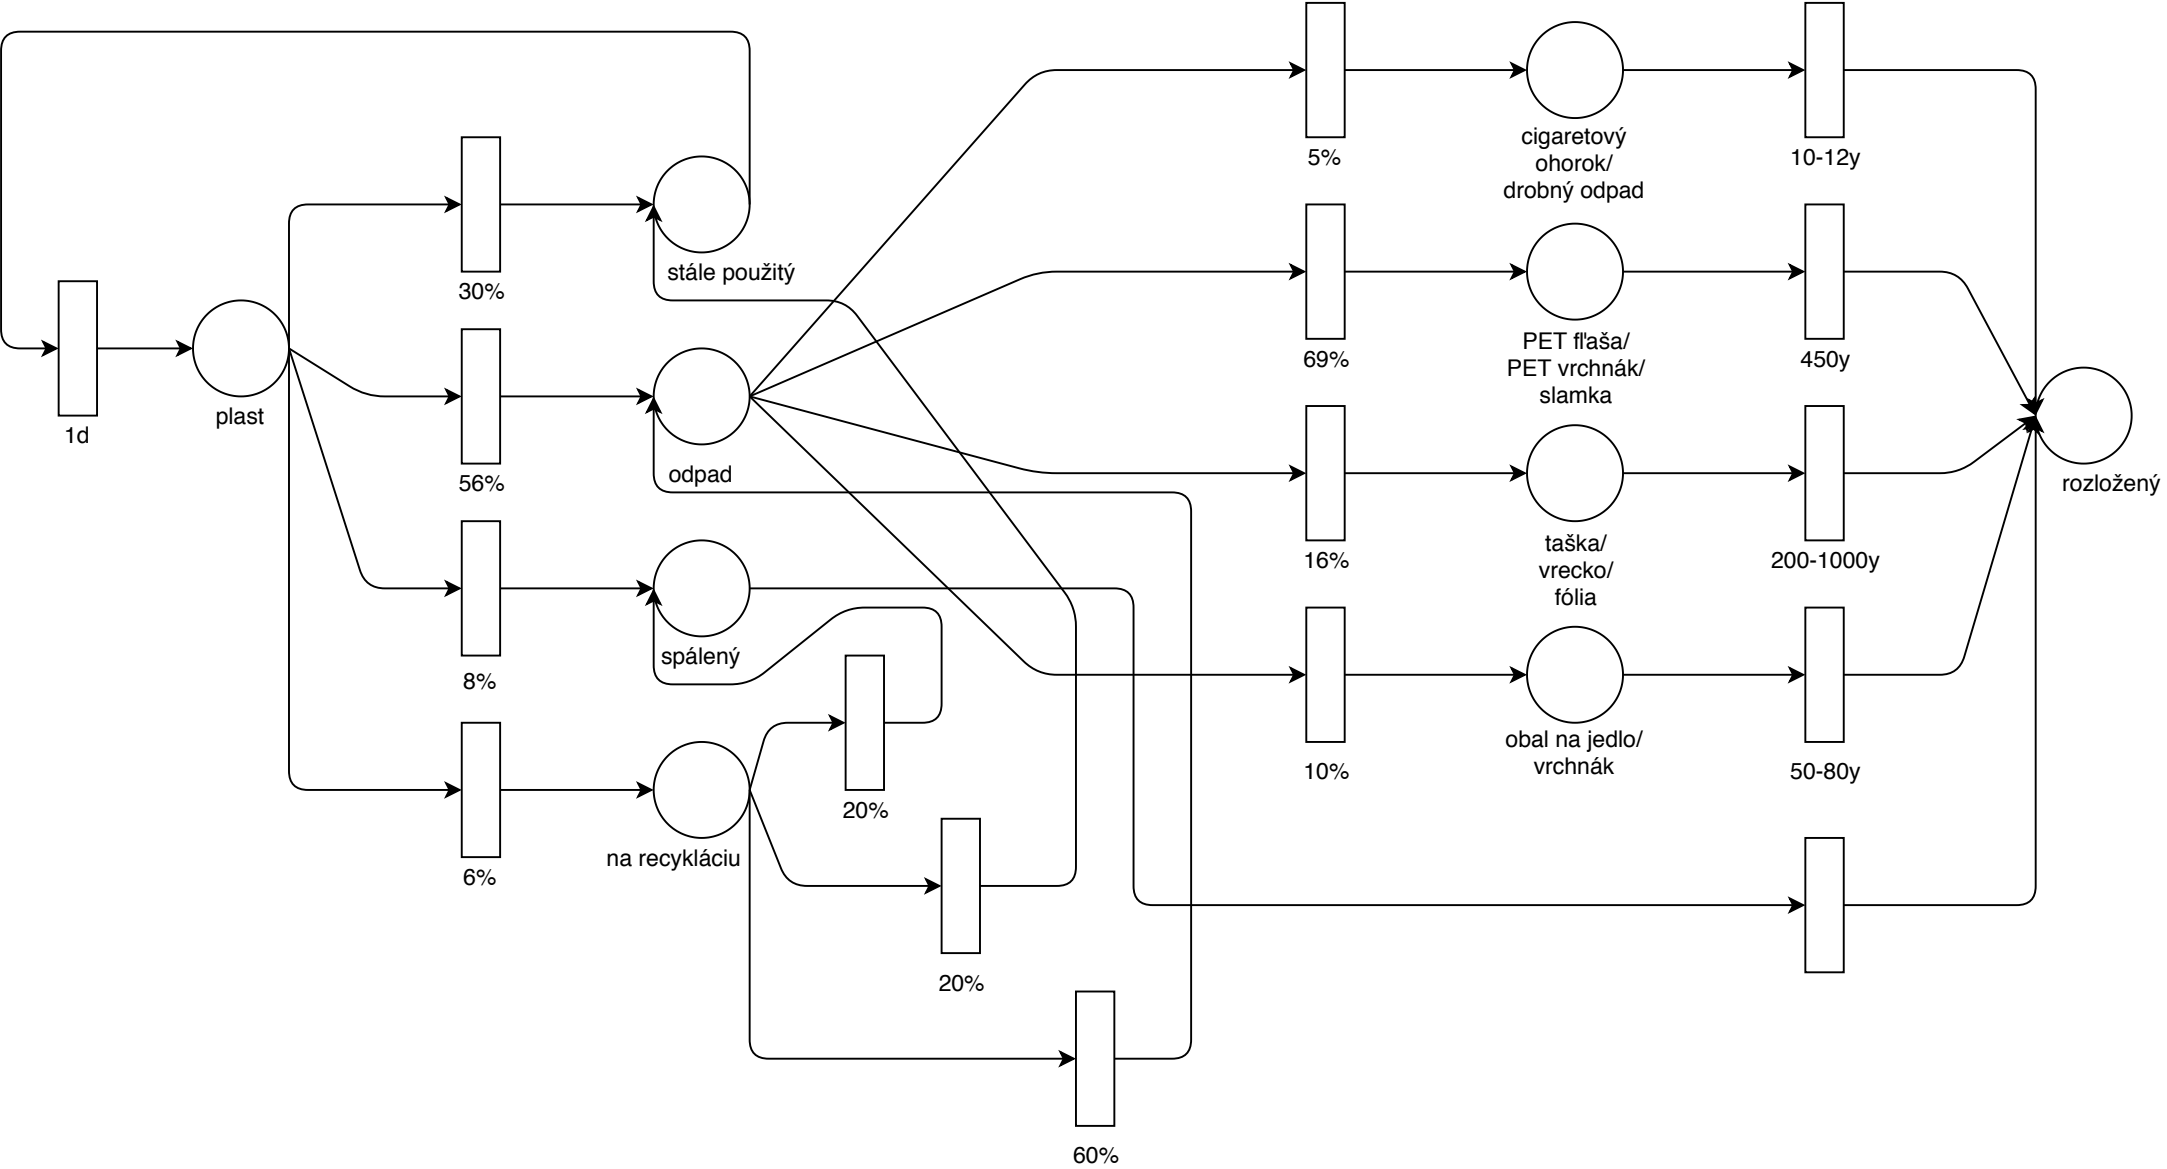 1d
plast
30%
56%
8%
6%
stále použitý
odpad
spálený
na recykláciu
20%
20%
60%
5%
69%
16%
10%
cigaretový
ohorok/
drobný odpad
PET fľaša/
PET vrchnák/
slamka
taška/
vrecko/
fólia
obal na jedlo/
vrchnák
10-12y
450y
200-1000y
50-80y
rozložený